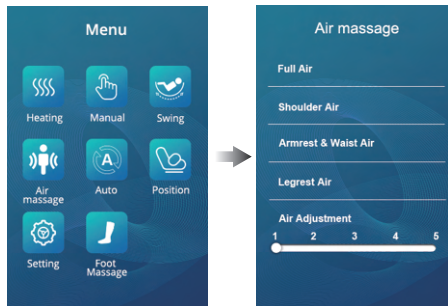 Menu
Heating
Manual
Swing
Air
massage
A
Auto
Position
Setting
Foot
Massage
Air massage
Full Air
Shoulder Air
Armrest & Waist Air
Legrest Air
Air Adjustment
1 2 3 4 5